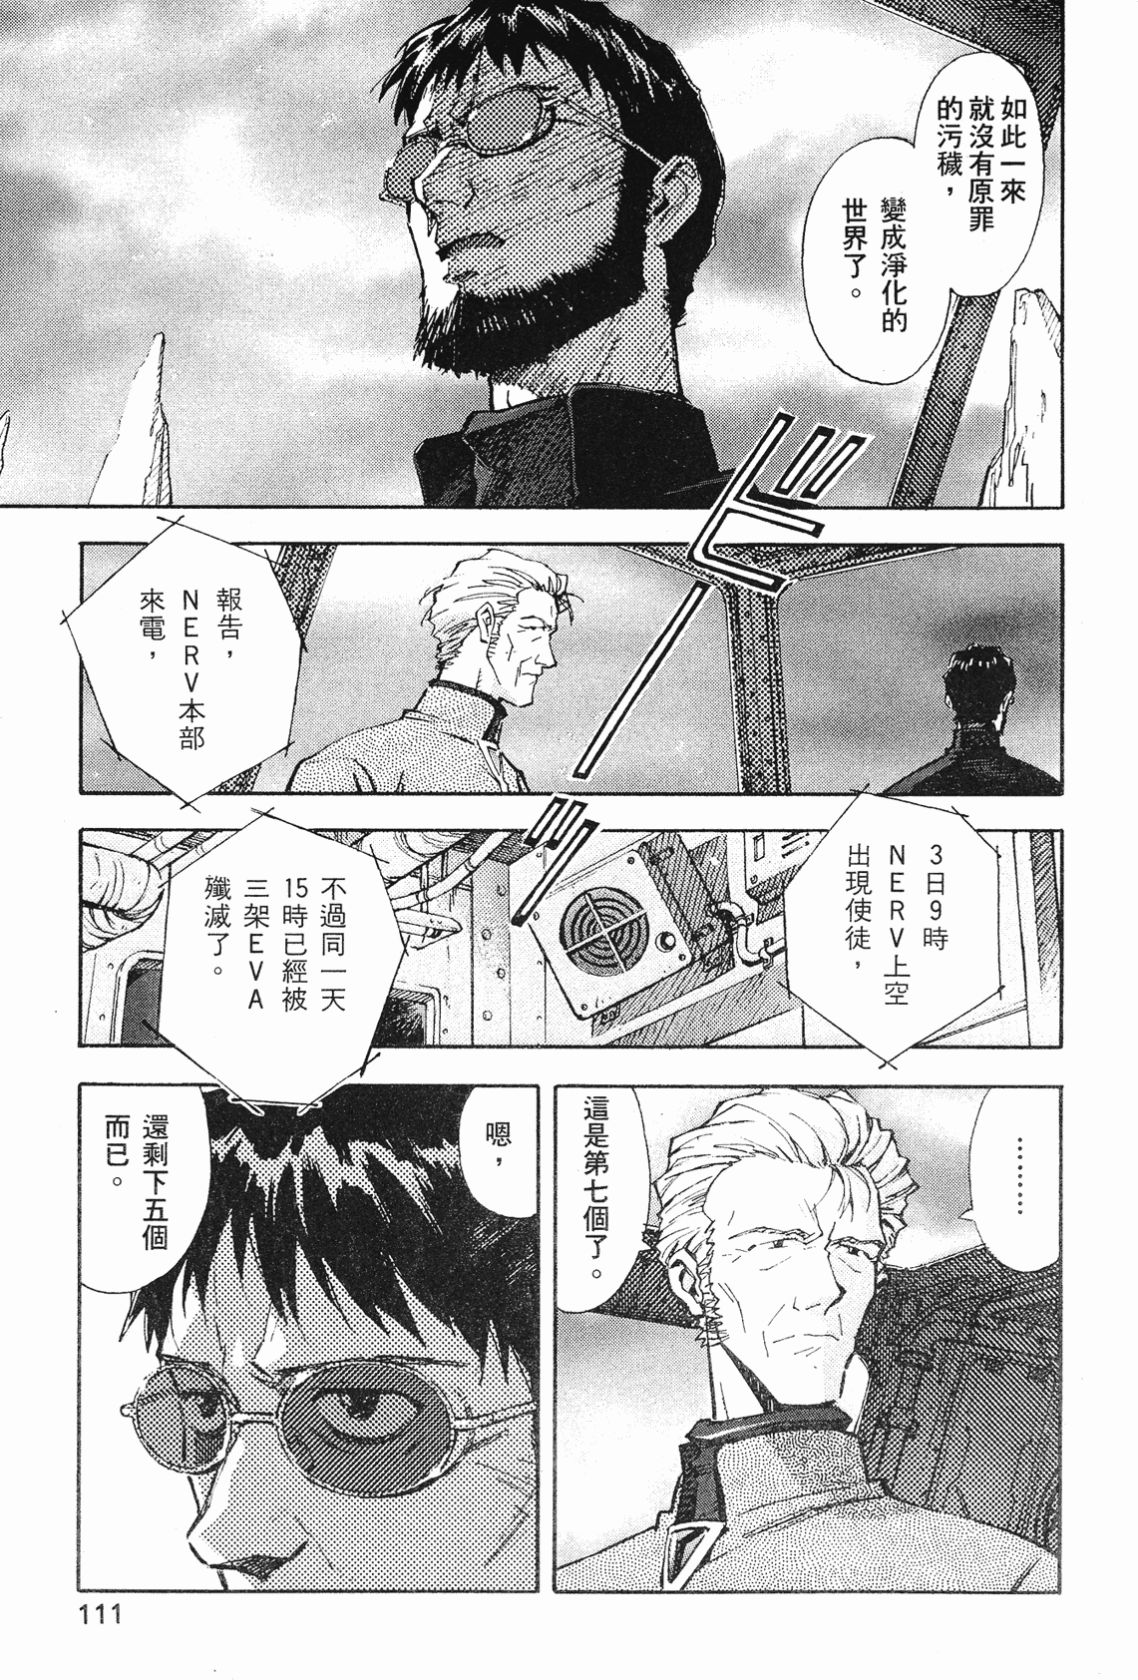 如此一來
就沒有原罪
的污穢，
變成淨化的
世界了。
ビーッ
報告，
NERV本部
來電，
3日9時
NERV上空
出現使徒，
不過同一天
15時已經被
三架EVA
殲滅了。
………
這是第七個了。
嗯，
還剩下五個
而已。
111